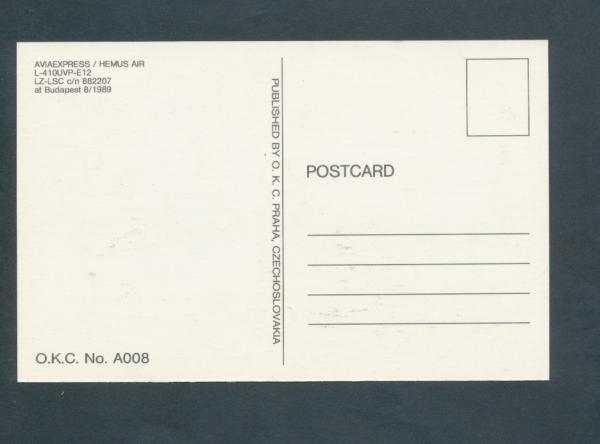 AVIAEXPRESS / HEMUS AIR
L-410UVP-E12
LZ-LSC c/n 882207
at Budapest 8/1989
O.K.C. No. A008
PUBLISHED BY O. K. C. PRAHA, CZECHOSLOVAKIA
POSTCARD